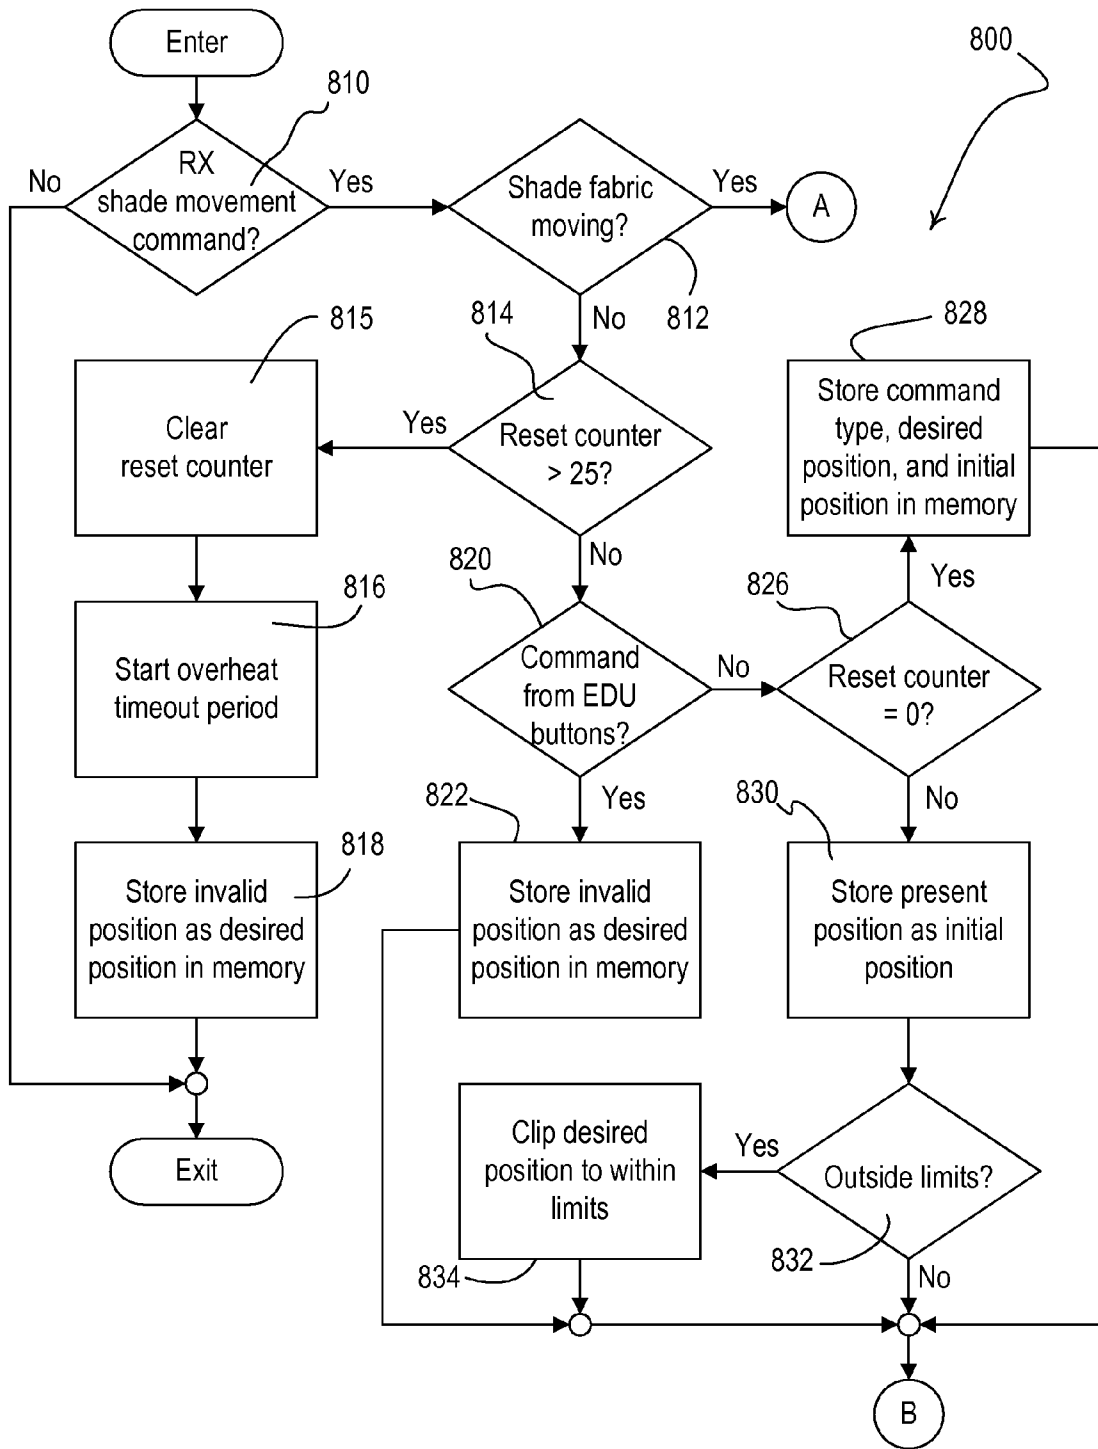 Enter
800
810
RX
shade movement
command?
No
Yes
Shade fabric
moving?
Yes
A
812
No
815
814
828
Clear
reset counter
Yes
Reset counter
> 25?
Store command
type, desired
position, and initial
position in memory
No
Yes
816
820
826
Start overheat
timeout period
Command
from EDU
buttons?
No
Reset counter
= 0?
Yes
No
818
822
830
Store invalid
position as desired
position in memory
Store invalid
position as desired
position in memory
Store present
position as initial
position
Exit
Clip desired
position to within
limits
Yes
Outside limits?
834
832
No
B